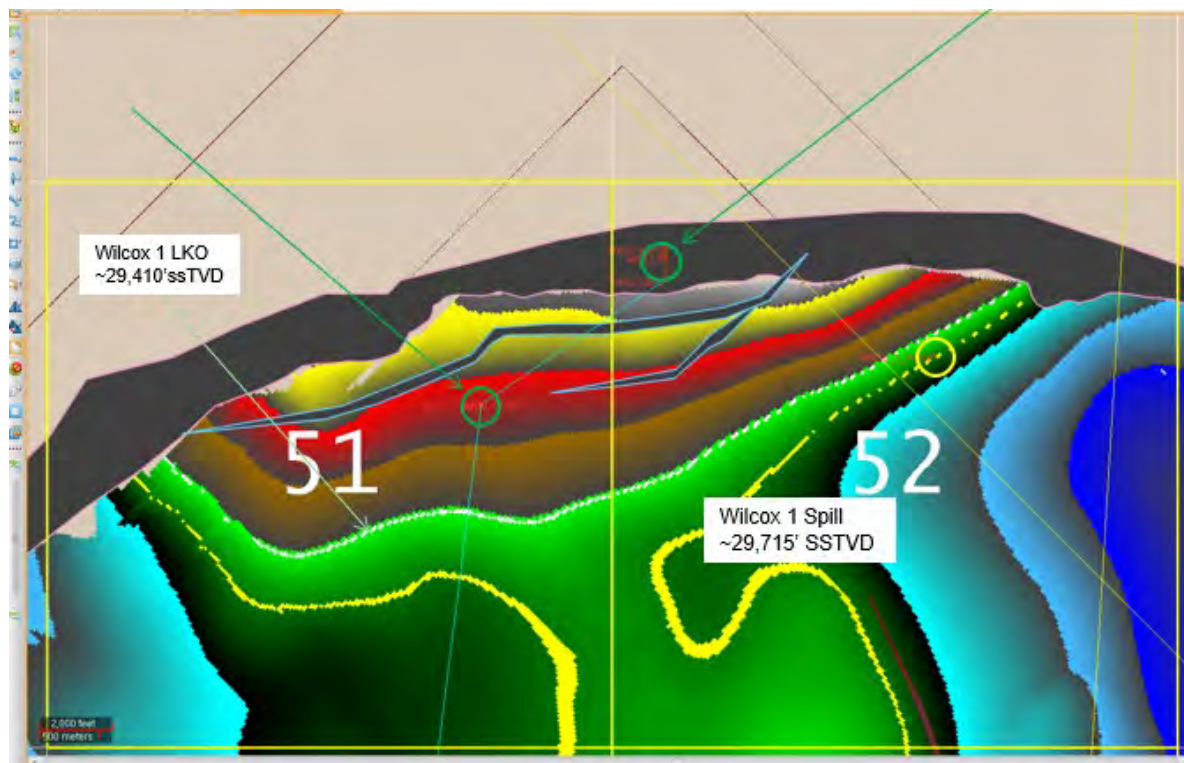 Wilcox 1 LKO
~29,410'ssTVD
51
52
Wilcox 1 Spill
~29,715' SSTVD
2,000 feet
500 meters